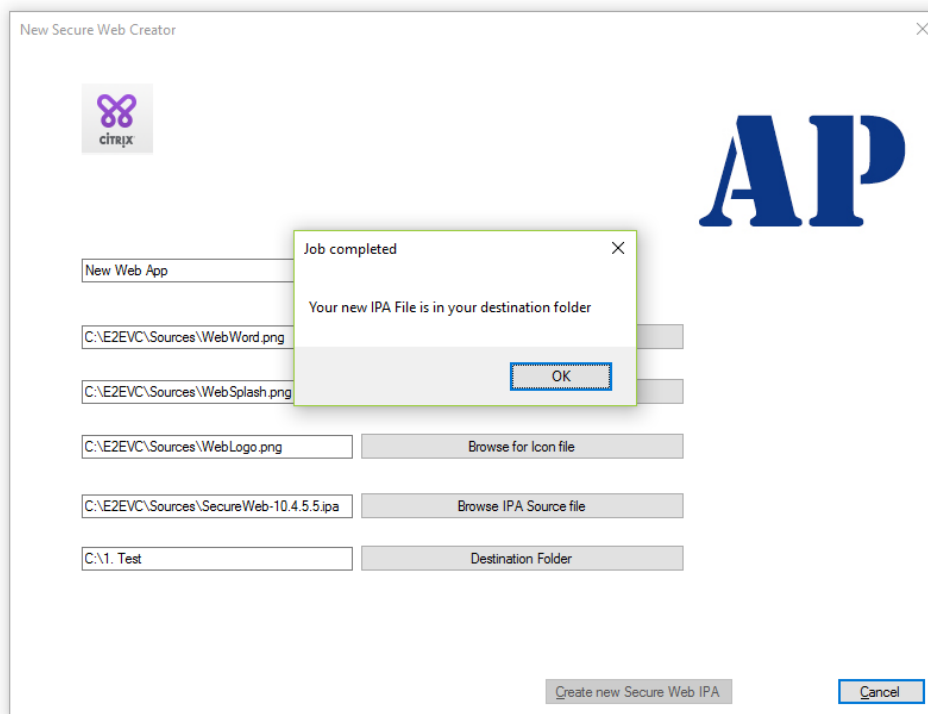 New Secure Web Creator
CİTRIX
AP
Job completed
New Web App
Your new IPA File is in your destination folder
C:\E2EVC\Sources\WebWord.png
OK
C:\E2EVC\Sources\WebSplash.png
C:\E2EVC\Sources\WebLogo.png
Browse for Icon file
C:\E2EVC\Sources\SecureWeb-10.4.5.5.ipa
Browse IPA Source file
C:\1. Test
Destination Folder
Create new Secure Web IPA
Cancel